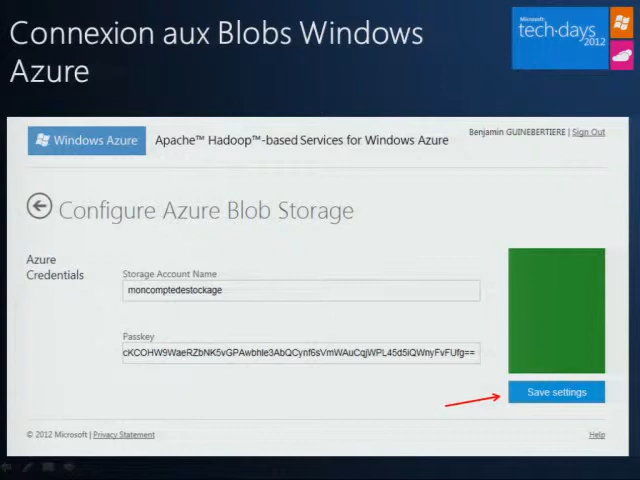 Connexion aux Blobs Windows
Azure
Microsoft
tech·days
2012
Windows Azure
Apache™ Hadoop™-based Services for Windows Azure
Benjamin GUINEBERTIERE | Sign Out
Configure Azure Blob Storage
Azure
Credentials
Storage Account Name
moncomptedestockage
Passkey
cKCOHW9WaeRZbNK5vGPAwbhIe3AbQCynf6sVmWAuCqjWPL45d5iQWnyFvFUfg==
Save settings
© 2012 Microsoft | Privacy Statement
Help